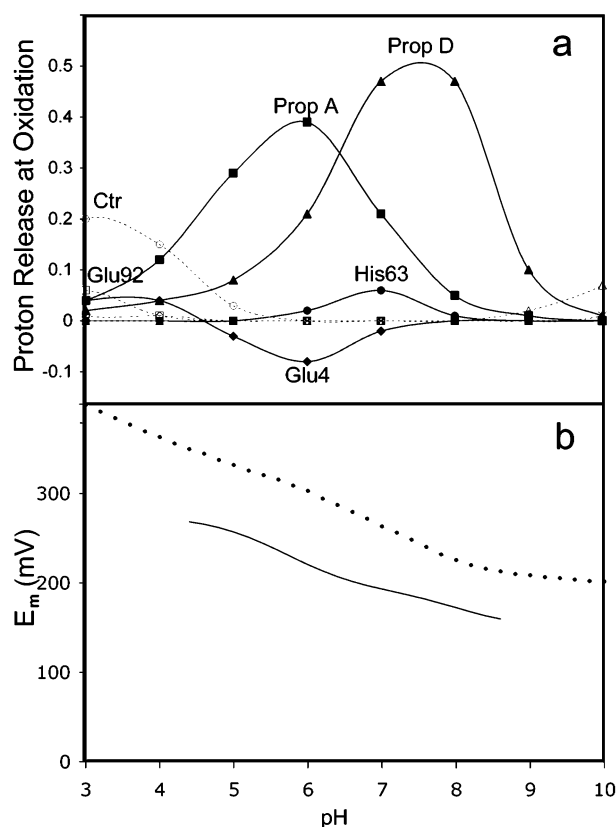 a
Prop D
0.5
Prop A
0.4
0.3
Ctr
0.2
Glu92
0.1
His63
0
Glu4
-0.1
Proton Release at Oxidation
b
300
200
100
0
Em (mV)
3 4 5 6 7 8 9 10
pH